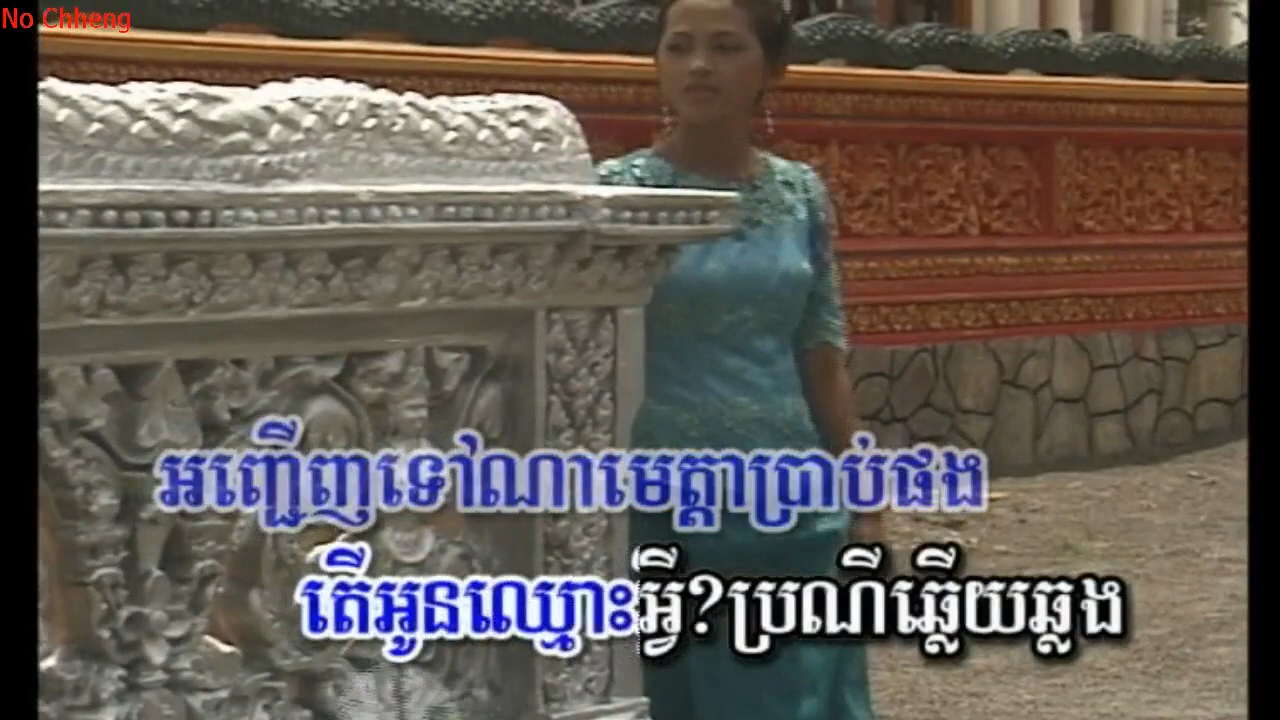 No Chheng
អញ្ជើញទៅណាមេត្តាប្រាប់ផង
តើអូនឈ្មោះអ្វី?ប្រណីឆ្លើយឆ្លង